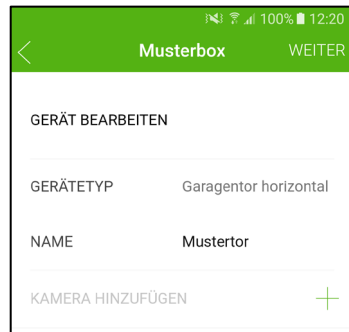 100% 12:20
Musterbox WEITER
GERÄT BEARBEITEN
GERÄTETYP Garagentor horizontal
NAME Mustertor
KAMERA HINZUFÜGEN